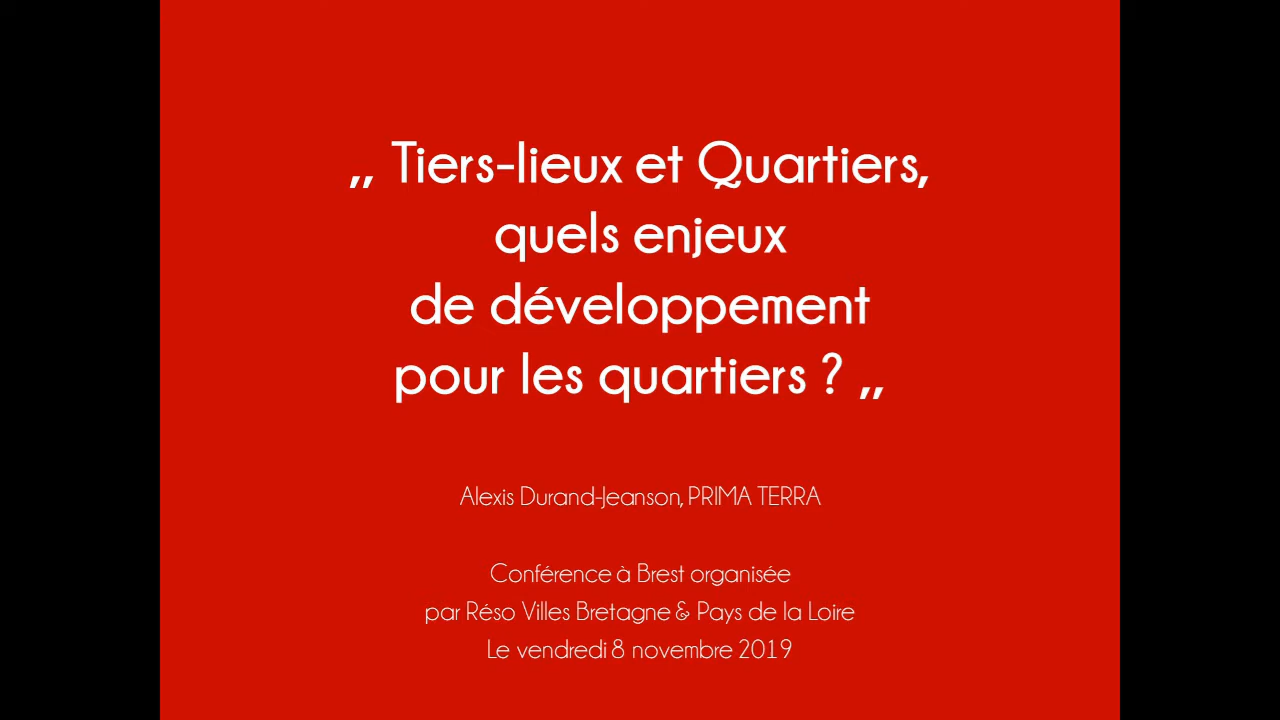 ,, Tiers-lieux et Quartiers,
quels enjeux
de développement
pour les quartiers ? ,,
Alexis Durand-Jeanson, PRIMA TERRA
Conférence à Brest organisée
par Réso Villes Bretagne & Pays de la Loire
Le vendredi 8 novembre 2019